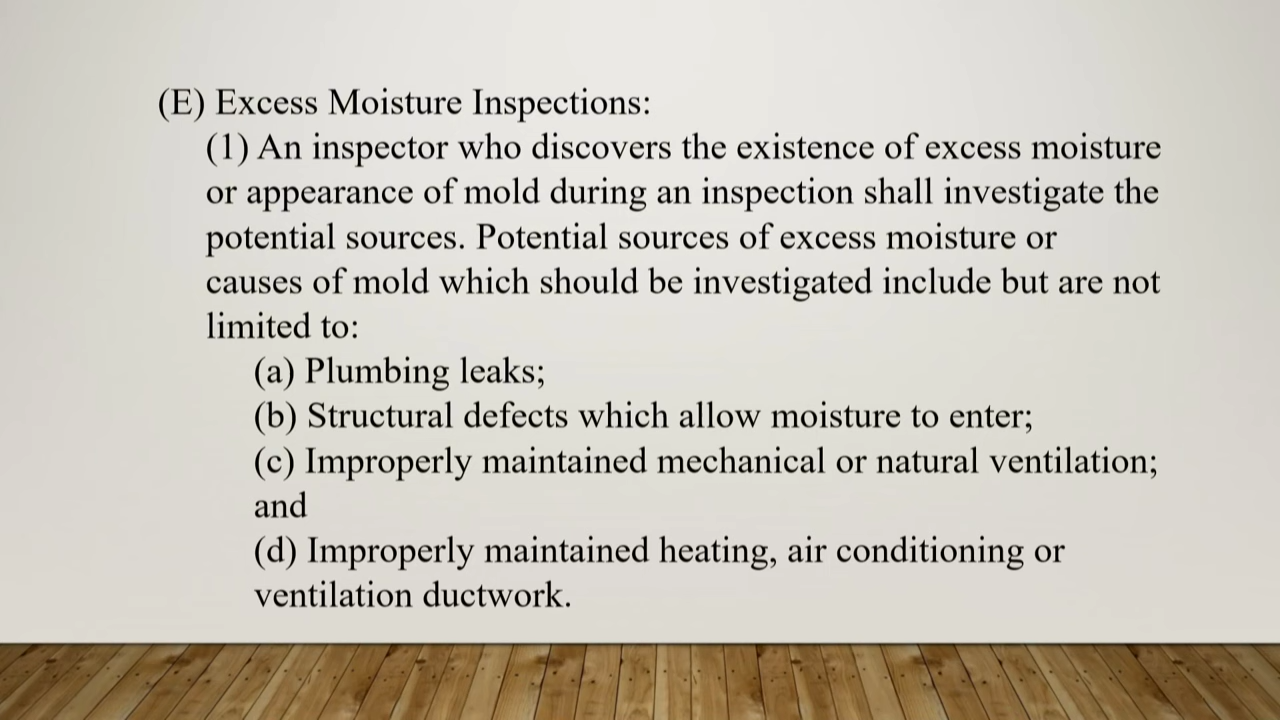 (E) Excess Moisture Inspections:
(1) An inspector who discovers the existence of excess moisture
or appearance of mold during an inspection shall investigate the
potential sources. Potential sources of excess moisture or
causes of mold which should be investigated include but are not
limited to:
(a) Plumbing leaks;
(b) Structural defects which allow moisture to enter;
(c) Improperly maintained mechanical or natural ventilation;
and
(d) Improperly maintained heating, air conditioning or
ventilation ductwork.